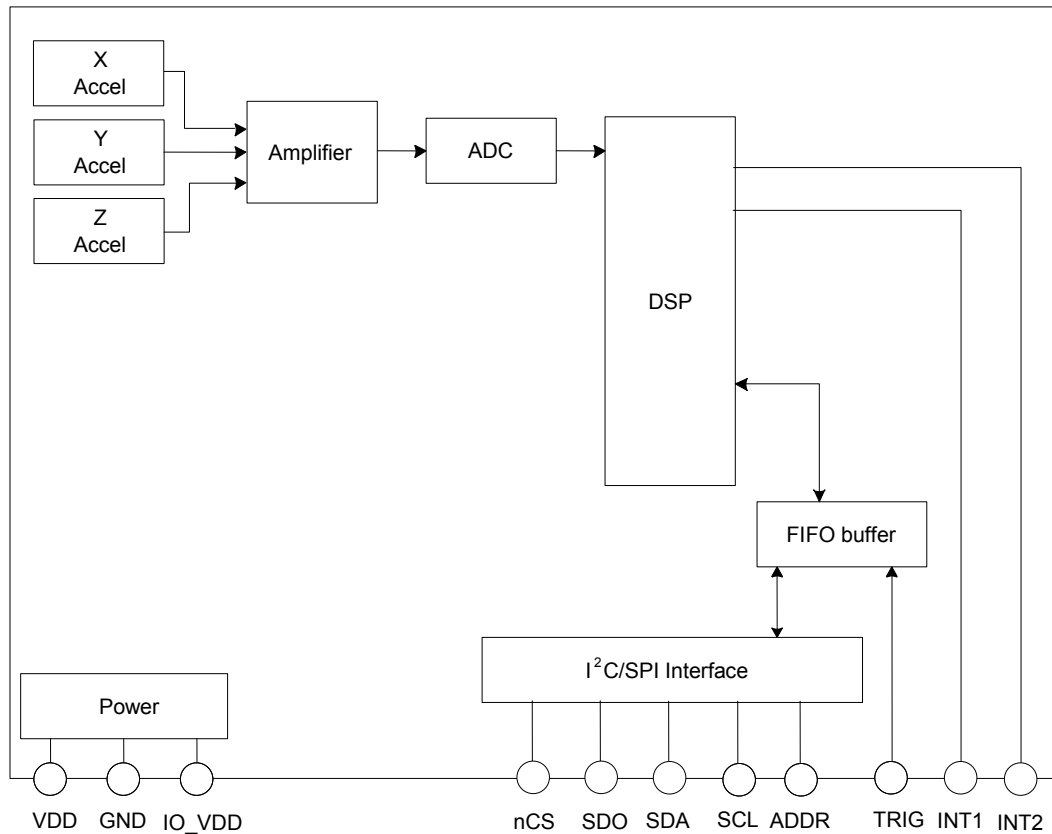 X
Accel
Y
Accel
Z
Accel
Amplifier
ADC
DSP
FIFO buffer
I²C/SPI Interface
Power
VDD GND IO_VDD nCS SDO SDA SCL ADDR TRIG INT1 INT2